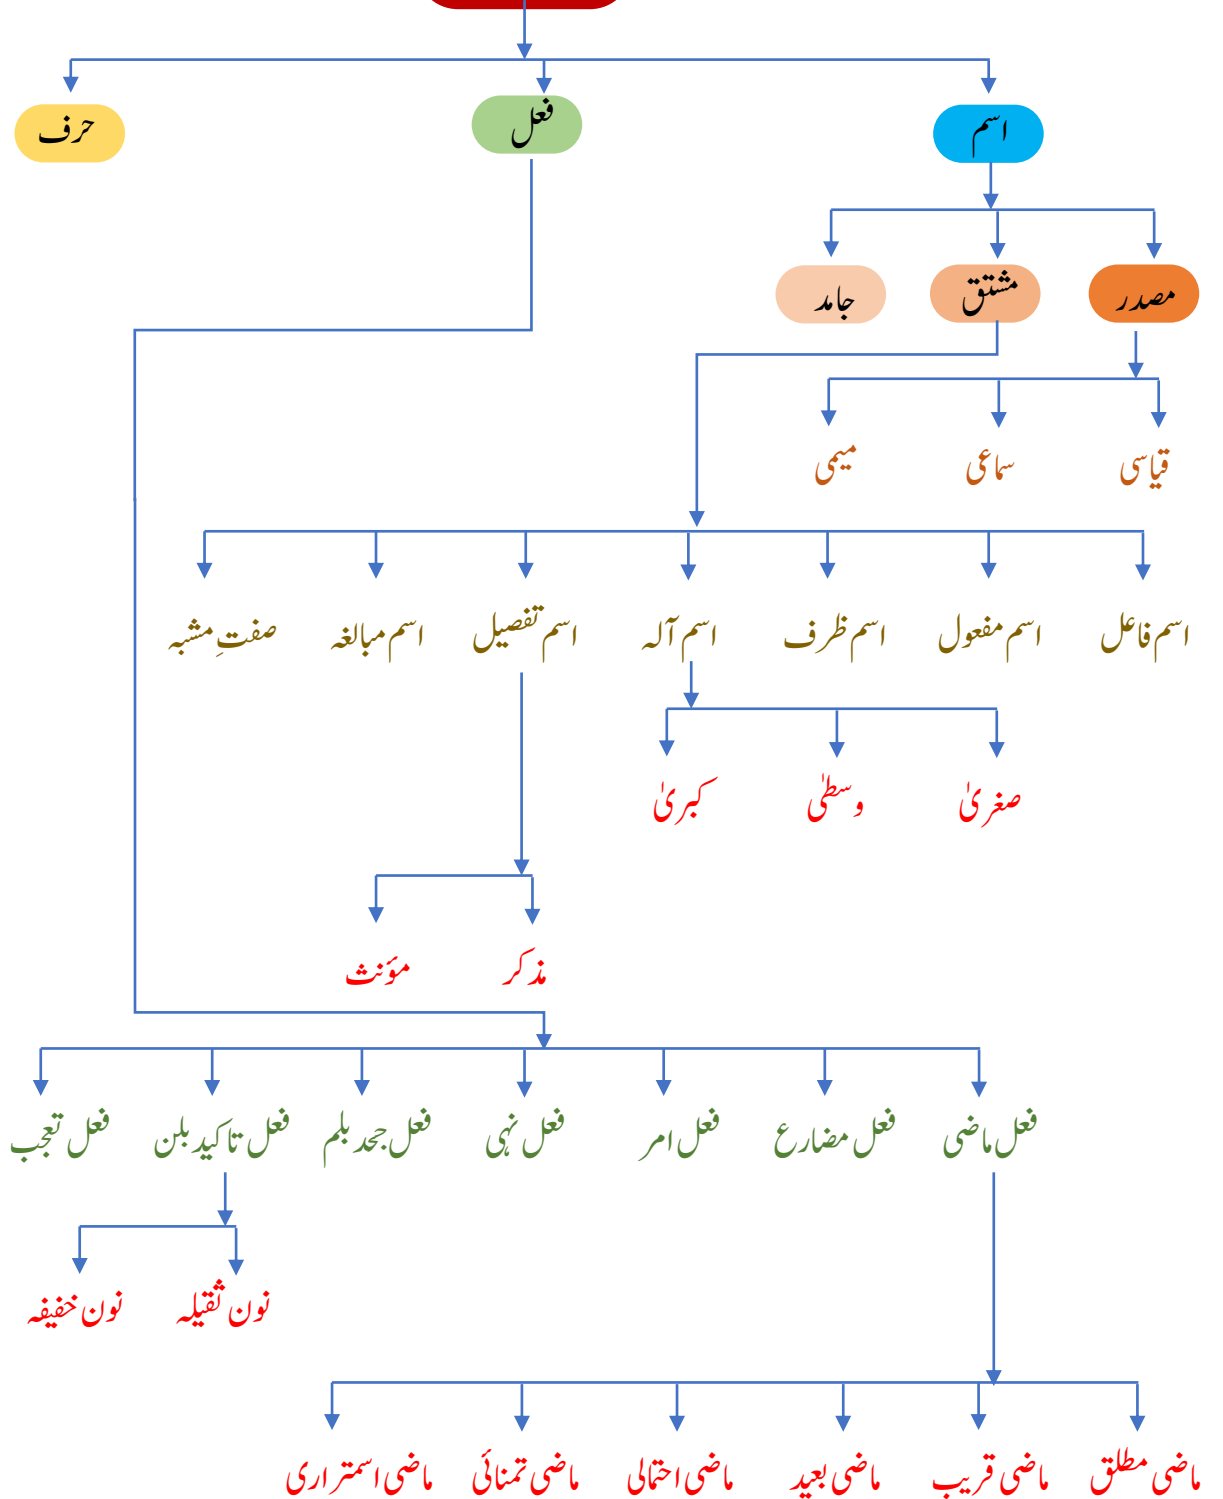 اسم فعل حرف
مصدر مشتق جامد
قیاسی سماعی میمی
اسم فاعل اسم مفعول اسم ظرف اسم آلہ اسم تفصیل اسم مبالغہ صفتِ مشبہ
صغریٰ وسطیٰ کبریٰ
مذکر مؤنث
فعل ماضی فعل مضارع فعل امر فعل نہی فعل جحد بلم فعل تاکید بلن فعل تعجب
نون ثقیلہ نون خفیفہ
ماضی مطلق ماضی قریب ماضی بعید ماضی احتمالی ماضی تمنائی ماضی استمراری